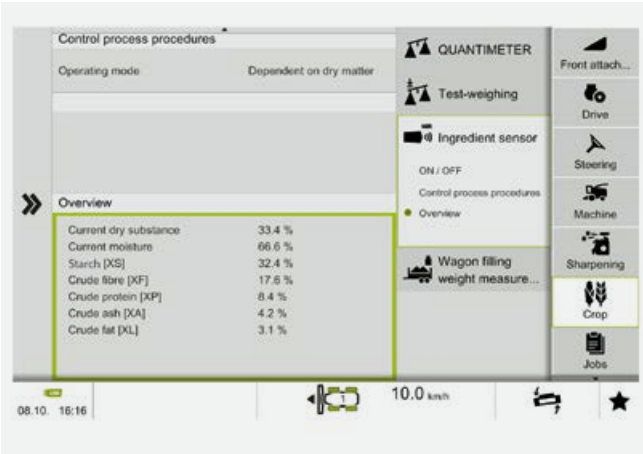 Control process procedures
Operating mode
Dependent on dry matter
Overview
Current dry substance 33.4 %
Current moisture 66.6 %
Starch [XS] 32.4 %
Crude fibre [XF] 17.6 %
Crude protein [XP] 8.4 %
Crude ash [XA] 4.2 %
Crude fat [XL] 3.1 %
QUANTIMETER
Test-weighing
Ingredient sensor
ON / OFF
Control process procedures
Overview
Wagon filling
weight measure...
Front attach...
Drive
Steering
Machine
Sharpening
Crop
Jobs
08.10. 16:16
1
10.0 km/h